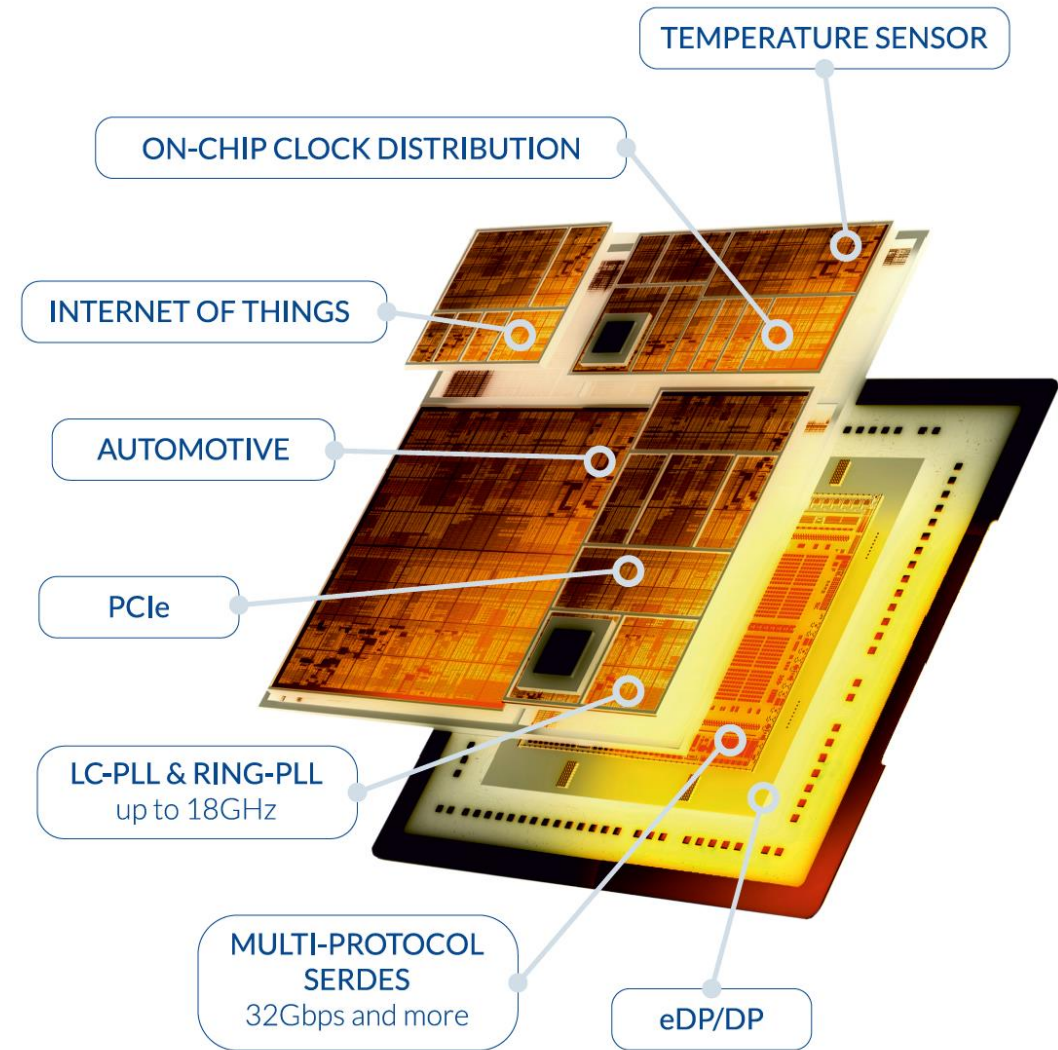 TEMPERATURE SENSOR
ON-CHIP CLOCK DISTRIBUTION
INTERNET OF THINGS
AUTOMOTIVE
PCIe
LC-PLL & RING-PLL
up to 18GHz
MULTI-PROTOCOL
SERDES
32Gbps and more
eDP/DP